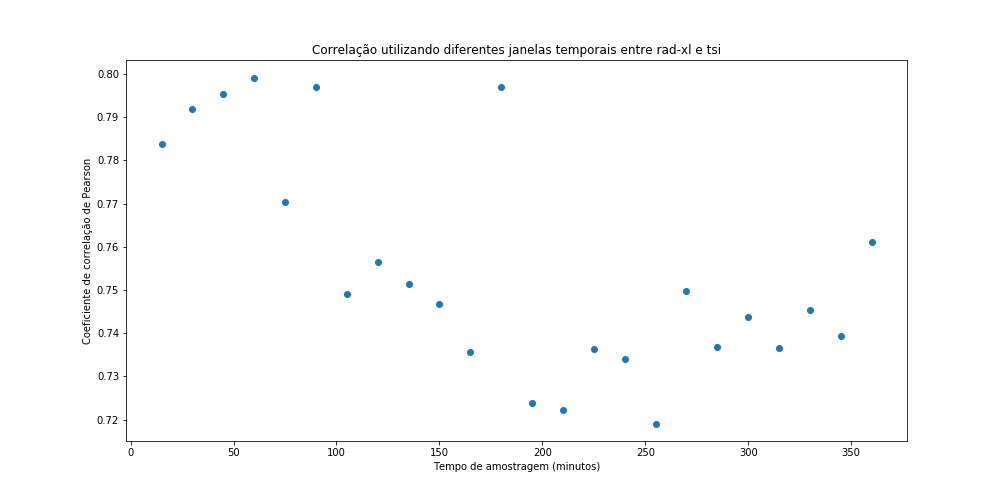 Correlação utilizando diferentes janelas temporais entre rad-xl e tsi
Coeficiente de correlação de Pearson
0.80
0.79
0.78
0.77
0.76
0.75
0.74
0.73
0.72
0 50 100 150 200 250 300 350
Tempo de amostragem (minutos)